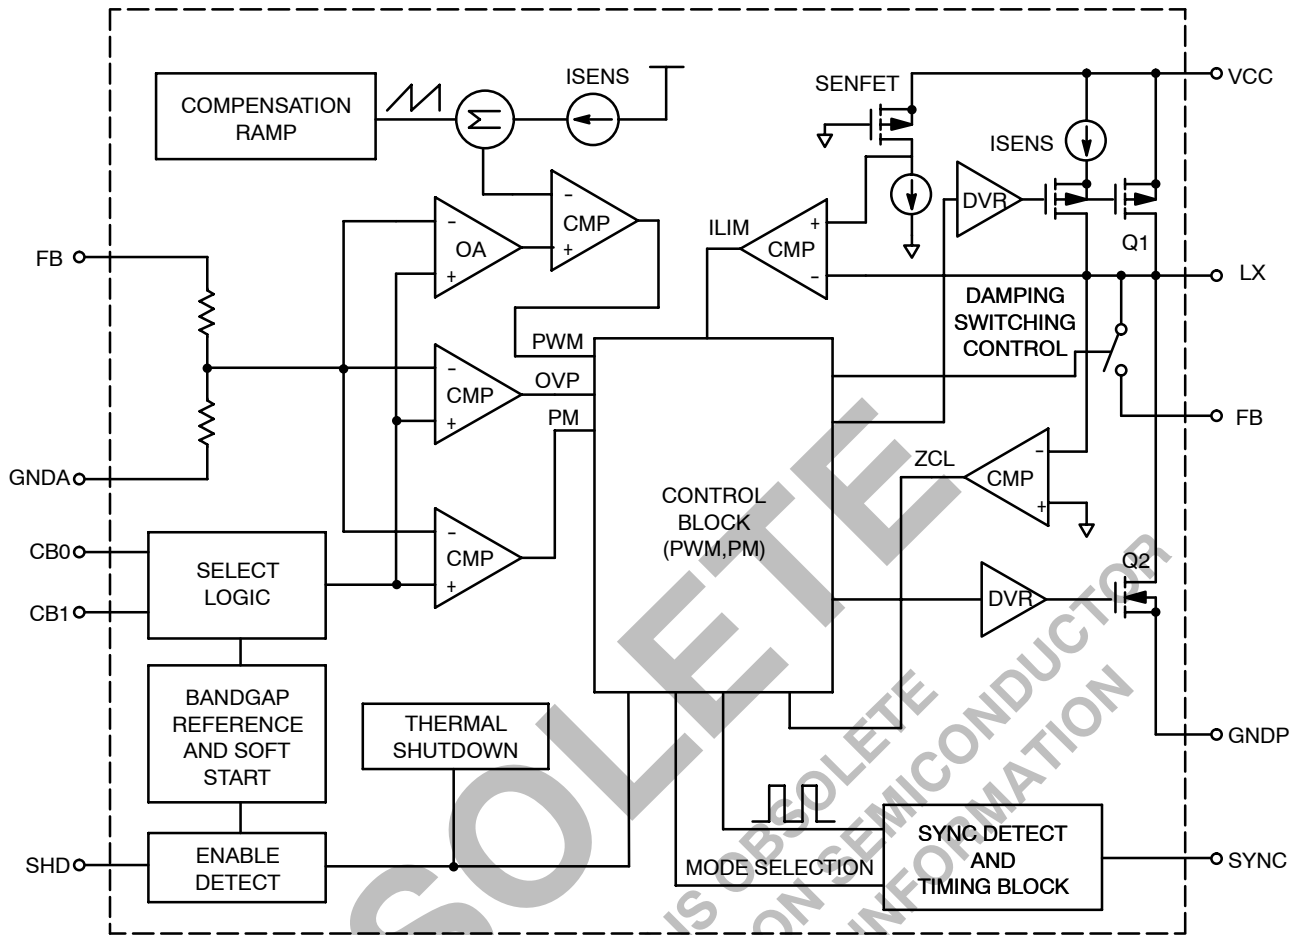 COMPENSATION
RAMP
Σ
ISENS
SENFET
VCC
ISENS
DVR
Q1
-
CMP
+
-
OA
+
ILIM
+
CMP
-
FB
LX
DAMPING
SWITCHING
CONTROL
PWM
OVP
PM
-
CMP
+
FB
GNDA
ZCL
-
CMP
+
CONTROL
BLOCK
(PWM,PM)
CB0
CB1
SELECT
LOGIC
-
CMP
+
DVR
Q2
BANDGAP
REFERENCE
AND SOFT
START
THERMAL
SHUTDOWN
GNDP
SHD
ENABLE
DETECT
MODE SELECTION
SYNC DETECT
AND
TIMING BLOCK
SYNC
SOLETE
IS OBSOLETE
ON SEMICONDUCTOR
INFORMATION